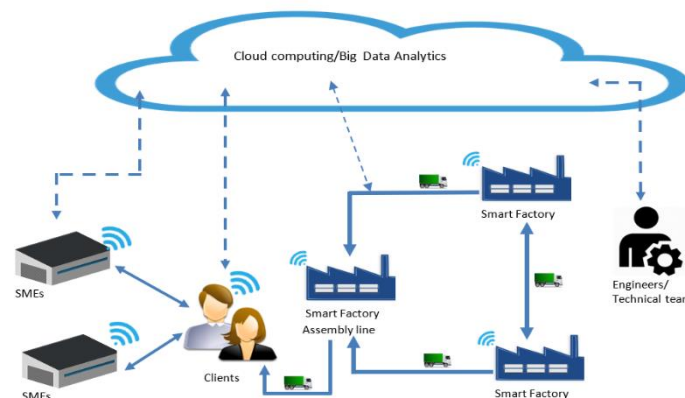 Cloud computing/Big Data Analytics
Smart Factory
SMEs
Smart Factory
Assembly line
Engineers/
Technical team
Clients
SMEs
Smart Factory